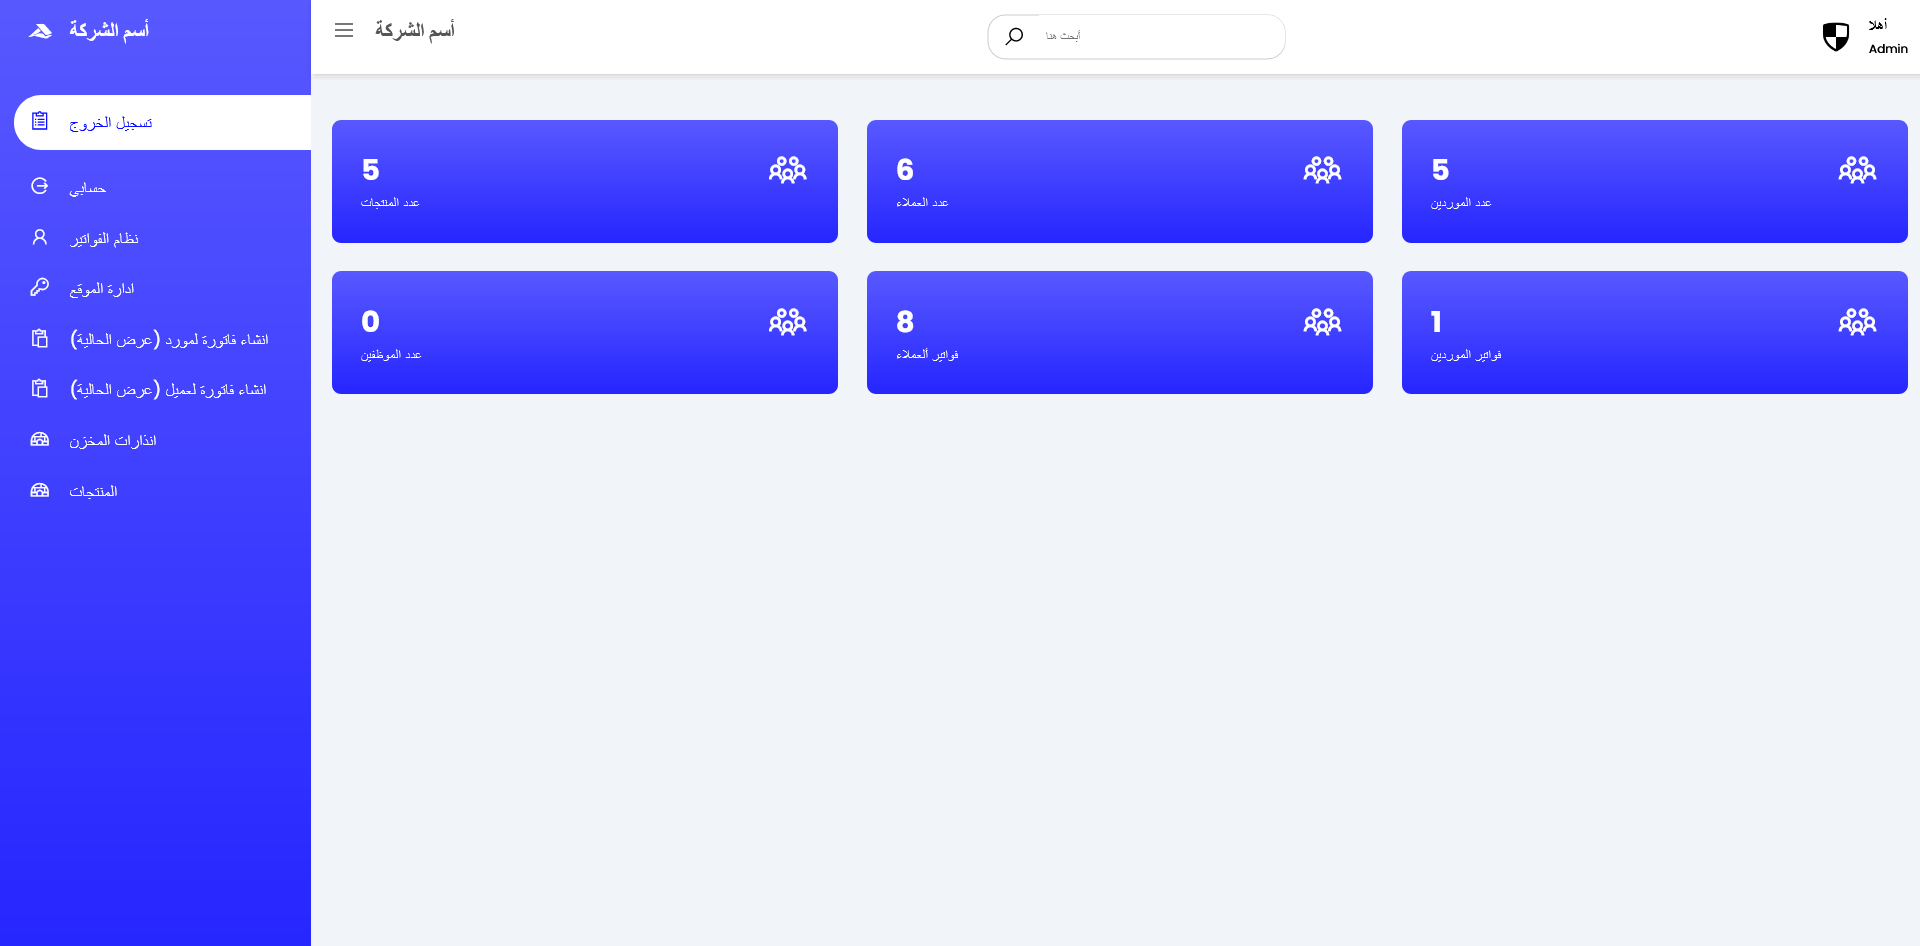 أسم الشركة
تسجيل الخروج
حسابي
نظام الفواتير
ادارة الموقع
انشاء فاتورة لمورد (عرض الحالية)
انشاء فاتورة لعميل (عرض الحالية)
انذارات المخزن
المنتجات
أسم الشركة
أبحث هنا
أهلا
Admin
5
عدد المنتجات
6
عدد العملاء
5
عدد الموردين
0
عدد الموظفين
8
فواتير ألعملاء
1
فواتير الموردين